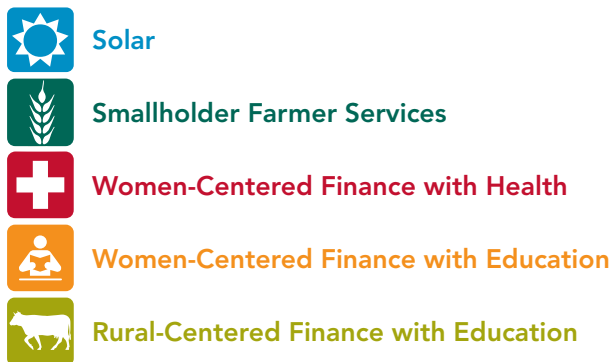 Solar
Smallholder Farmer Services
Women-Centered Finance with Health
Women-Centered Finance with Education
Rural-Centered Finance with Education